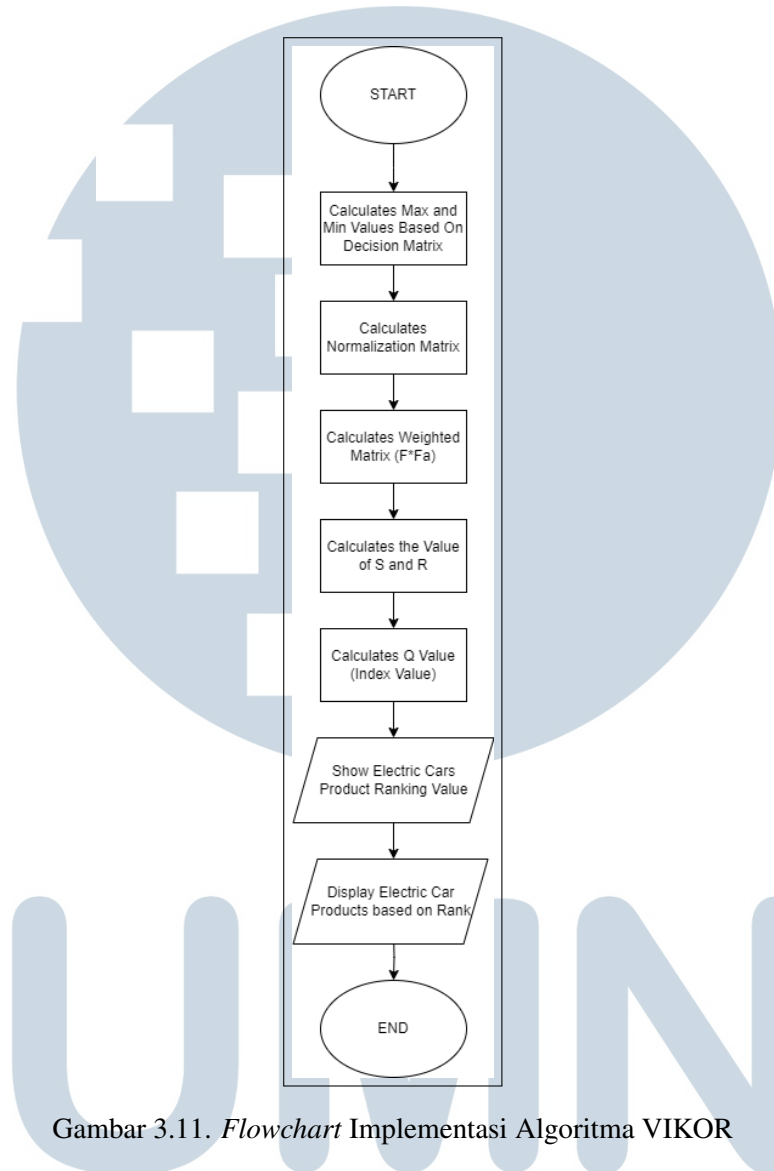 START
Calculates Max and
Min Values Based On
Decision Matrix
Calculates
Normalization Matrix
Calculates Weighted
Matrix (F*Fa)
Calculates the Value
of S and R
Calculates Q Value
(Index Value)
Show Electric Cars
Product Ranking Value
Display Electric Car
Products based on Rank
END
UMN
Gambar 3.11. Flowchart Implementasi Algoritma VIKOR